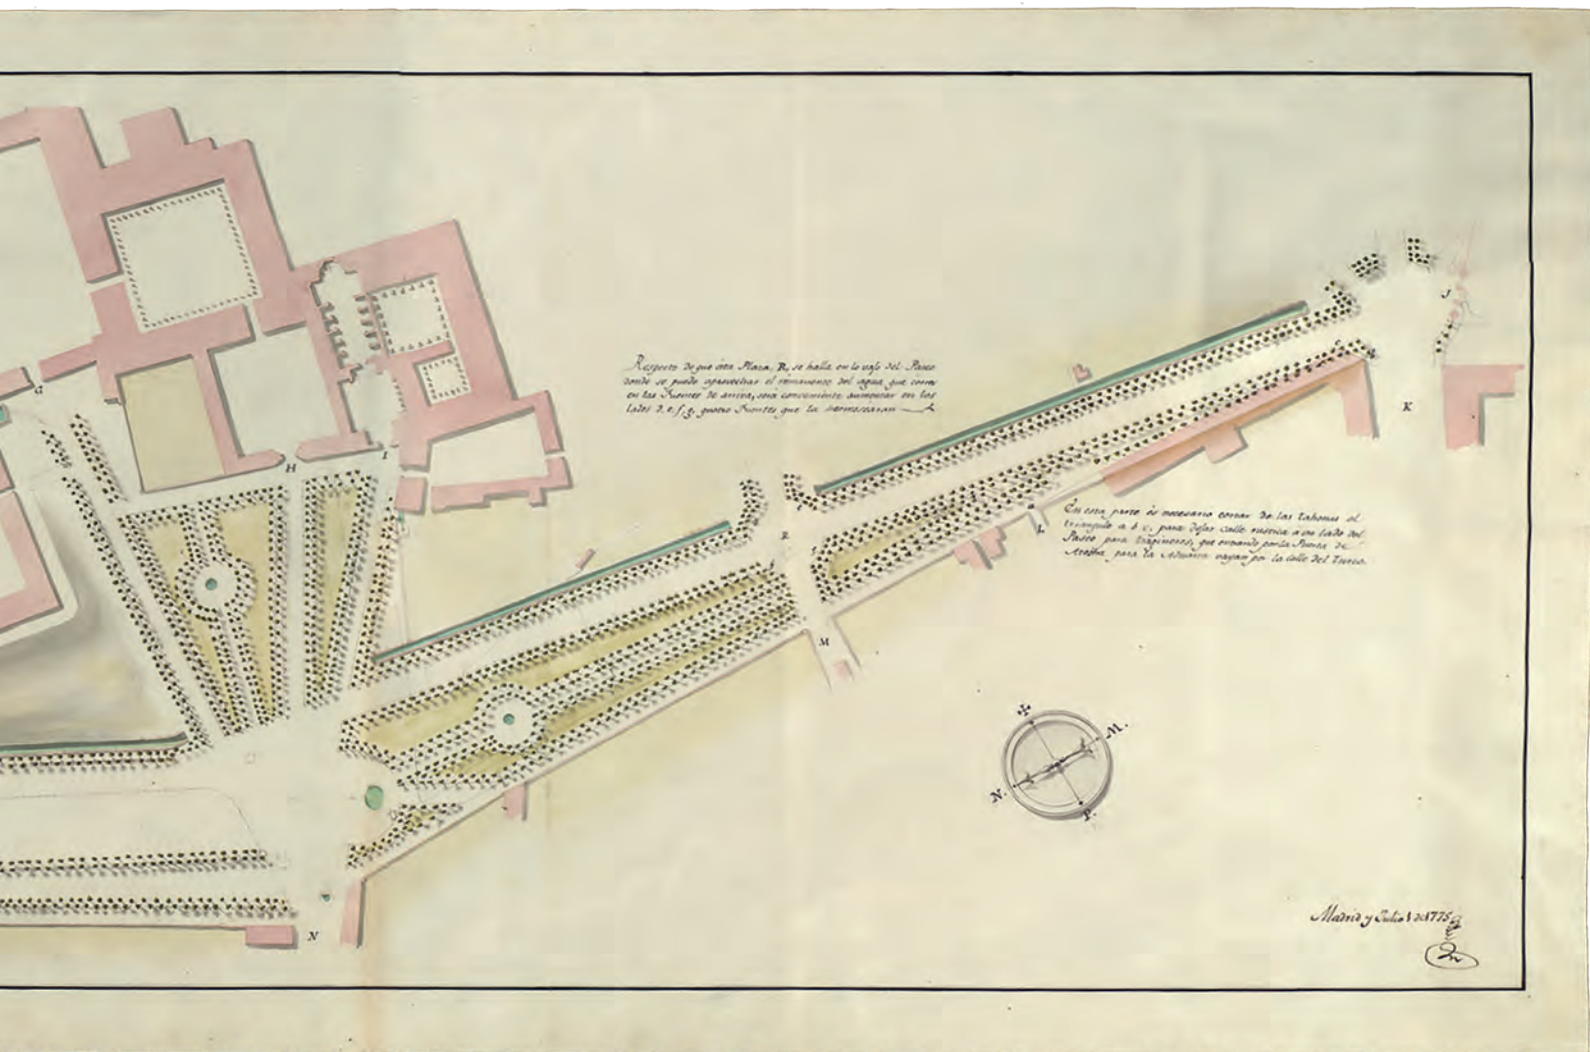 Respecto de que esta Plaza, R, se halla en lo vajo del Paseo
donde se puede aprovechar el remanente del agua que corra
en las Fuentes de arriva, sera conveniente aumentar en los
lados d.e.f.g. quatro Fuentes que la hermosearan
En esta parte es necesario cortar de las tahonas el
triangulo a b c, para dejar calle rustica a un lado del
Paseo para tragineros, que entrando por la Puerta de
Atocha para la Aduana vayan por la calle del Turco.
G
H
I
J
K
L
R
M
N
M.
N.
P.
Madrid y Julio 1 de 1775